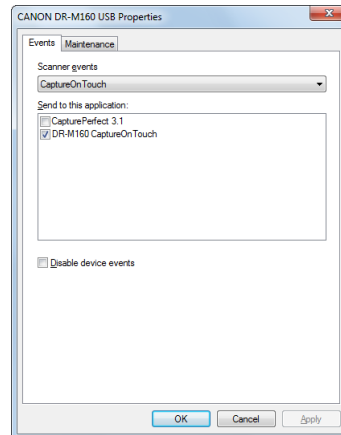 CANON DR-M160 USB Properties
Events Maintenance
Scanner events
CaptureOnTouch
Send to this application:
CapturePerfect 3.1
DR-M160 CaptureOnTouch
Disable device events
OK Cancel Apply